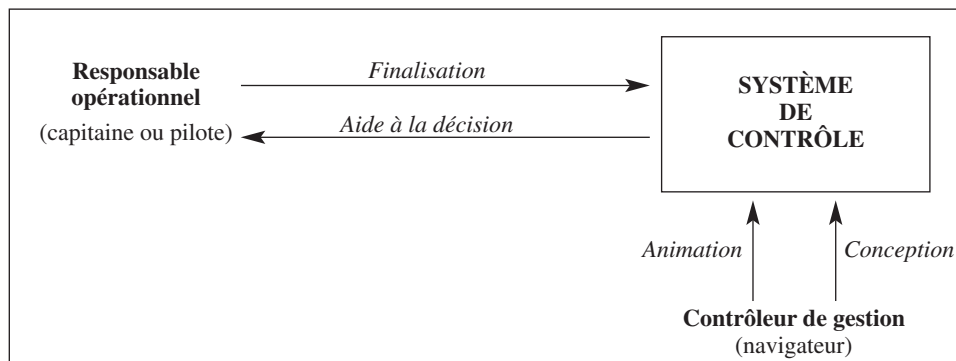 Responsable
opérationnel
(capitaine ou pilote)
Finalisation
Aide à la décision
SYSTÈME
DE
CONTRÔLE
Animation
Conception
Contrôleur de gestion
(navigateur)